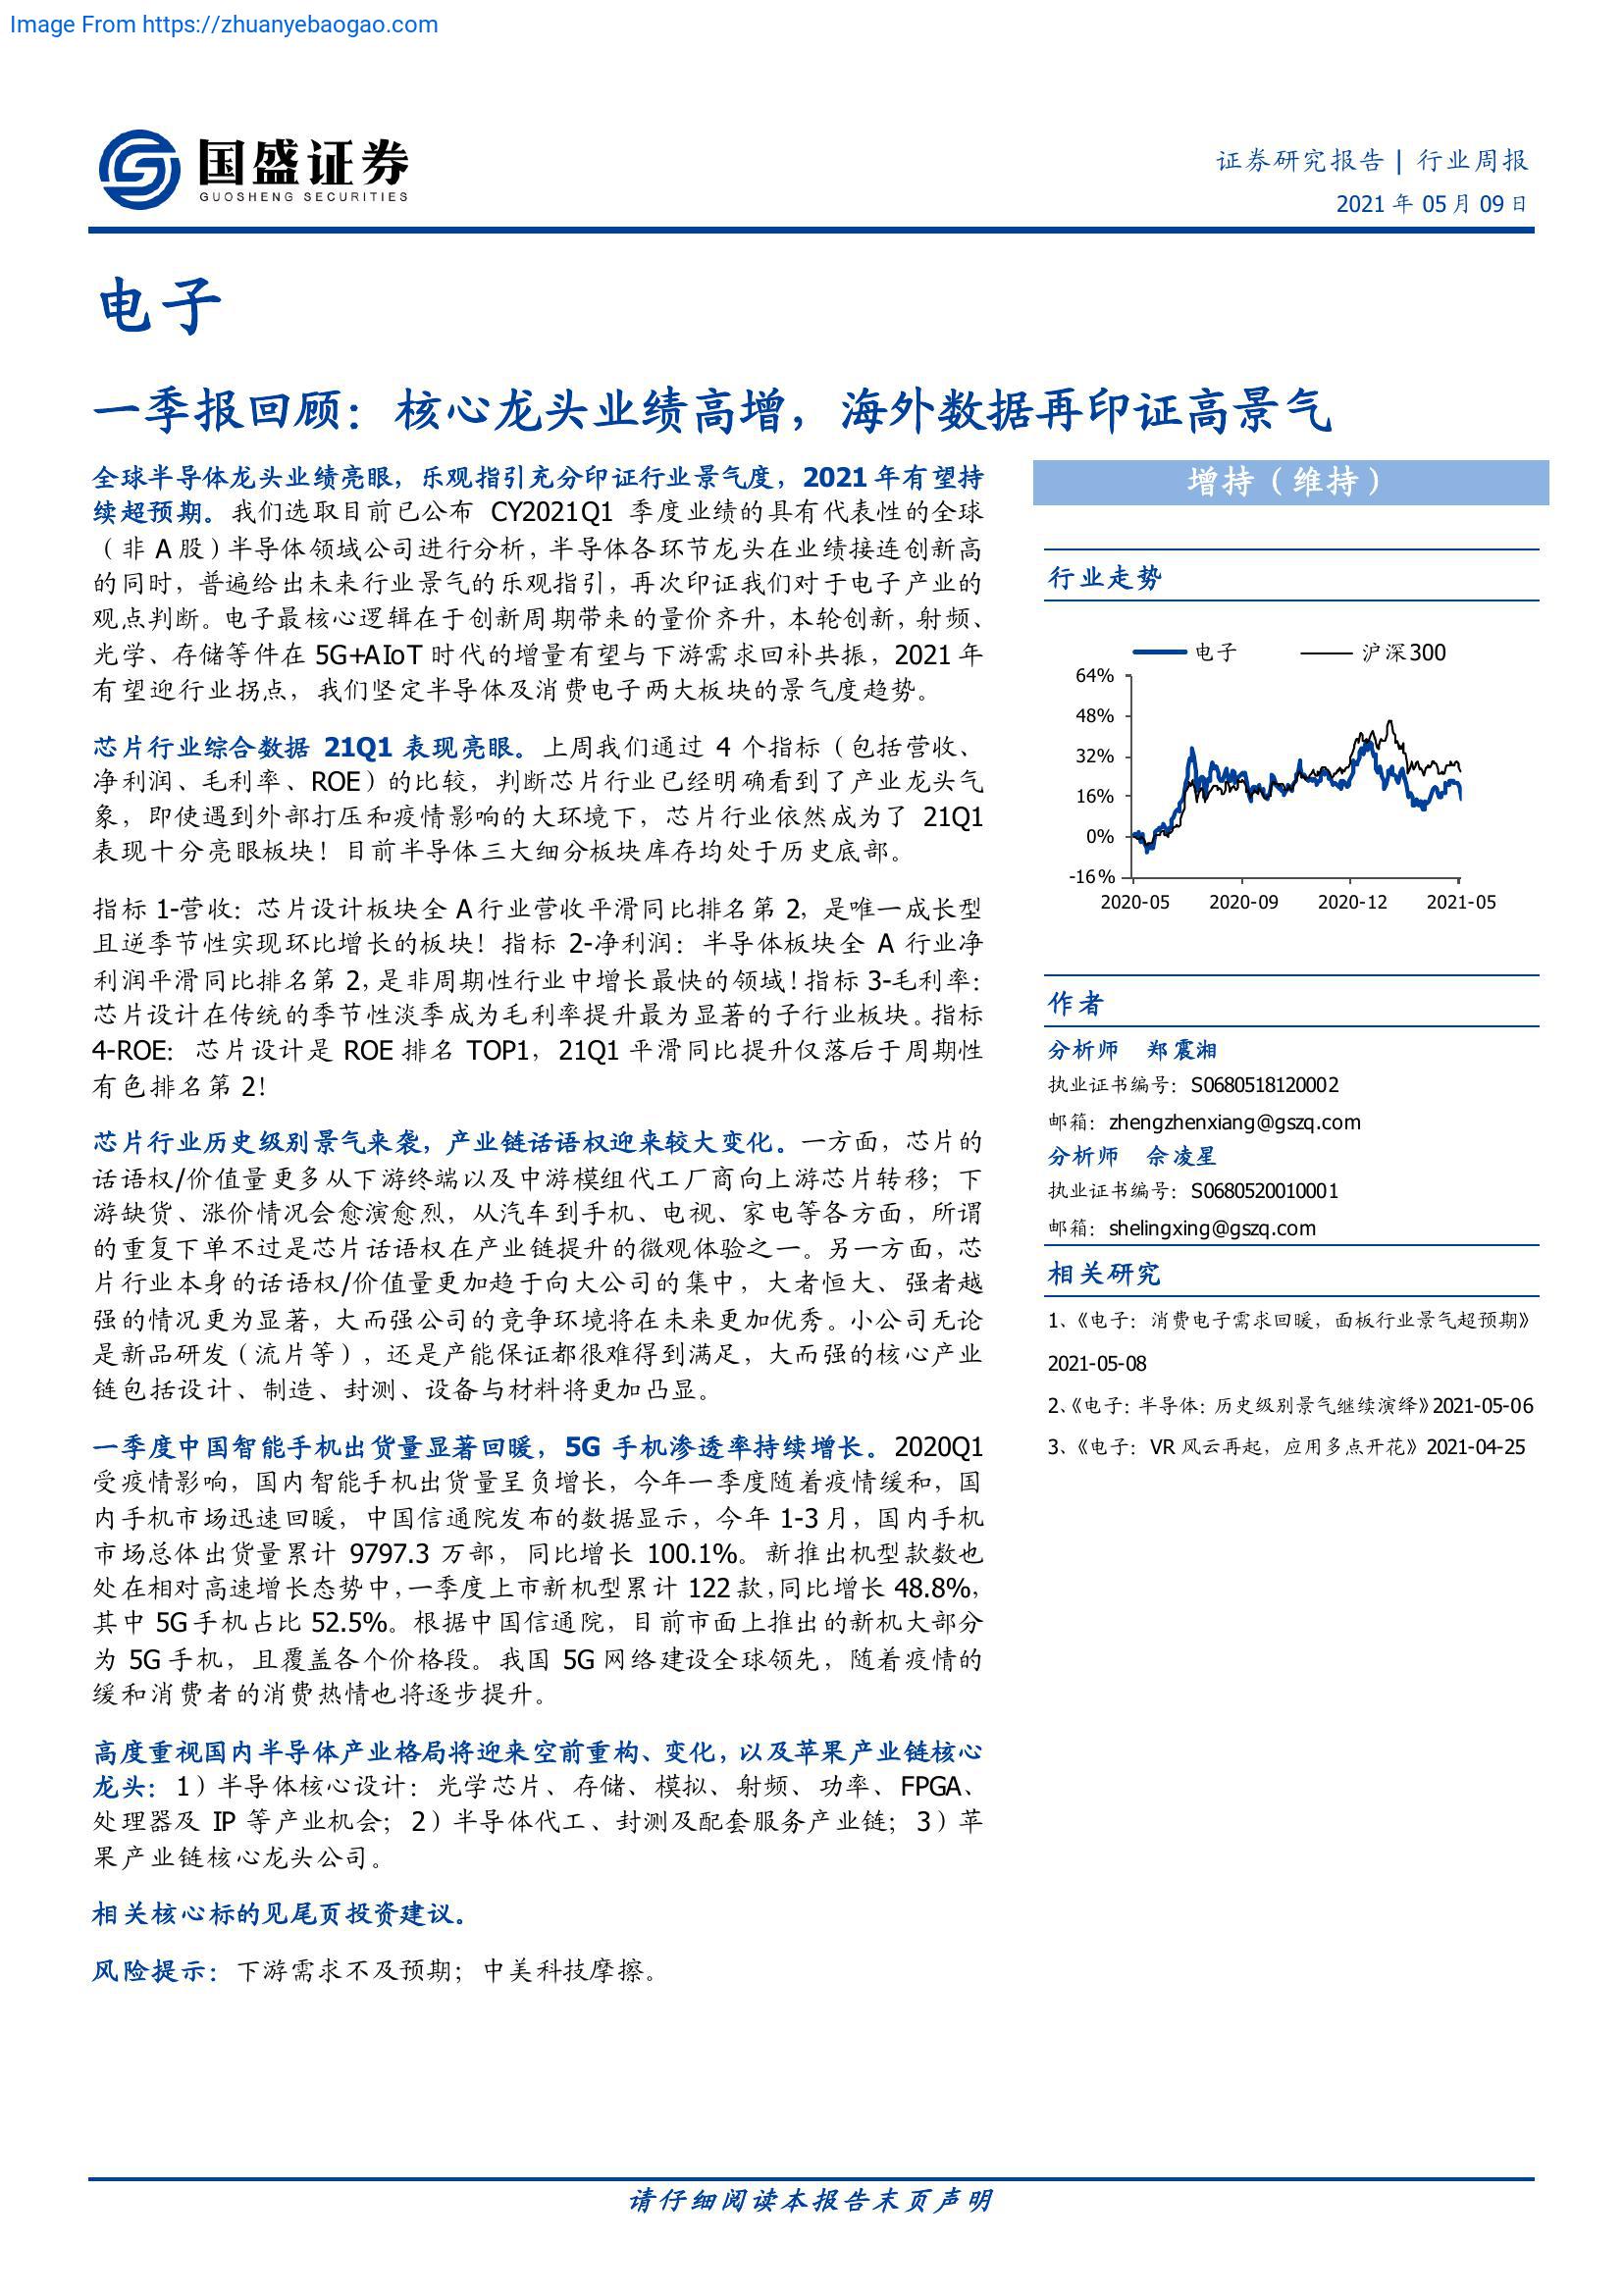 Image From https://zhuanyebaogao.com
国盛证券
GUOSHENG SECURITIES
证券研究报告 | 行业周报
2021 年 05 月 09 日
电子
一季报回顾：核心龙头业绩高增，海外数据再印证高景气
全球半导体龙头业绩亮眼，乐观指引充分印证行业景气度，2021 年有望持
续超预期。我们选取目前已公布 CY2021Q1 季度业绩的具有代表性的全球
（非 A 股）半导体领域公司进行分析，半导体各环节龙头在业绩接连创新高
的同时，普遍给出未来行业景气的乐观指引，再次印证我们对于电子产业的
观点判断。电子最核心逻辑在于创新周期带来的量价齐升，本轮创新，射频、
光学、存储等件在 5G+AIoT 时代的增量有望与下游需求回补共振，2021 年
有望迎行业拐点，我们坚定半导体及消费电子两大板块的景气度趋势。
芯片行业综合数据 21Q1 表现亮眼。上周我们通过 4 个指标（包括营收、
净利润、毛利率、ROE）的比较，判断芯片行业已经明确看到了产业龙头气
象，即使遇到外部打压和疫情影响的大环境下，芯片行业依然成为了 21Q1
表现十分亮眼板块！目前半导体三大细分板块库存均处于历史底部。
指标 1-营收：芯片设计板块全 A 行业营收平滑同比排名第 2，是唯一成长型
且逆季节性实现环比增长的板块！指标 2-净利润：半导体板块全 A 行业净
利润平滑同比排名第 2，是非周期性行业中增长最快的领域！指标 3-毛利率：
芯片设计在传统的季节性淡季成为毛利率提升最为显著的子行业板块。指标
4-ROE：芯片设计是 ROE 排名 TOP1，21Q1 平滑同比提升仅落后于周期性
有色排名第 2！
芯片行业历史级别景气来袭，产业链话语权迎来较大变化。一方面，芯片的
话语权/价值量更多从下游终端以及中游模组代工厂商向上游芯片转移；下
游缺货、涨价情况会愈演愈烈，从汽车到手机、电视、家电等各方面，所谓
的重复下单不过是芯片话语权在产业链提升的微观体验之一。另一方面，芯
片行业本身的话语权/价值量更加趋于向大公司的集中，大者恒大、强者越
强的情况更为显著，大而强公司的竞争环境将在未来更加优秀。小公司无论
是新品研发（流片等），还是产能保证都很难得到满足，大而强的核心产业
链包括设计、制造、封测、设备与材料将更加凸显。
一季度中国智能手机出货量显著回暖，5G 手机渗透率持续增长。2020Q1
受疫情影响，国内智能手机出货量呈负增长，今年一季度随着疫情缓和，国
内手机市场迅速回暖，中国信通院发布的数据显示，今年 1-3 月，国内手机
市场总体出货量累计 9797.3 万部，同比增长 100.1%。新推出机型款数也
处在相对高速增长态势中，一季度上市新机型累计 122 款，同比增长 48.8%，
其中 5G 手机占比 52.5%。根据中国信通院，目前市面上推出的新机大部分
为 5G 手机，且覆盖各个价格段。我国 5G 网络建设全球领先，随着疫情的
缓和消费者的消费热情也将逐步提升。
高度重视国内半导体产业格局将迎来空前重构、变化，以及苹果产业链核心
龙头：1）半导体核心设计：光学芯片、存储、模拟、射频、功率、FPGA、
处理器及 IP 等产业机会；2）半导体代工、封测及配套服务产业链；3）苹
果产业链核心龙头公司。
相关核心标的见尾页投资建议。
风险提示：下游需求不及预期；中美科技摩擦。
增持（维持）
行业走势
电子 沪深300
64%
48%
32%
16%
0%
-16%
2020-05 2020-09 2020-12 2021-05
作者
分析师 郑震湘
执业证书编号：S0680518120002
邮箱：zhengzhenxiang@gszq.com
分析师 佘凌星
执业证书编号：S0680520010001
邮箱：shelingxing@gszq.com
相关研究
1、《电子：消费电子需求回暖，面板行业景气超预期》
2021-05-08
2、《电子：半导体：历史级别景气继续演绎》2021-05-06
3、《电子：VR 风云再起，应用多点开花》2021-04-25
请仔细阅读本报告末页声明